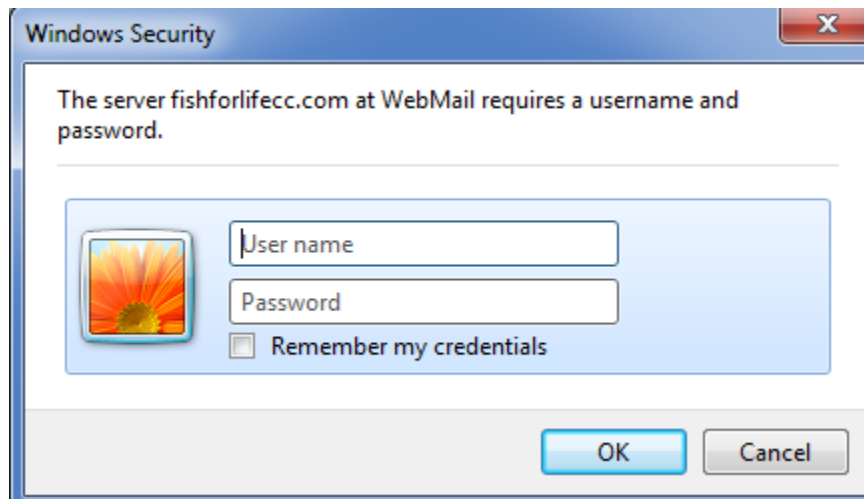 Windows Security
The server fishforlifecc.com at WebMail requires a username and
password.
User name
Password
Remember my credentials
OK
Cancel